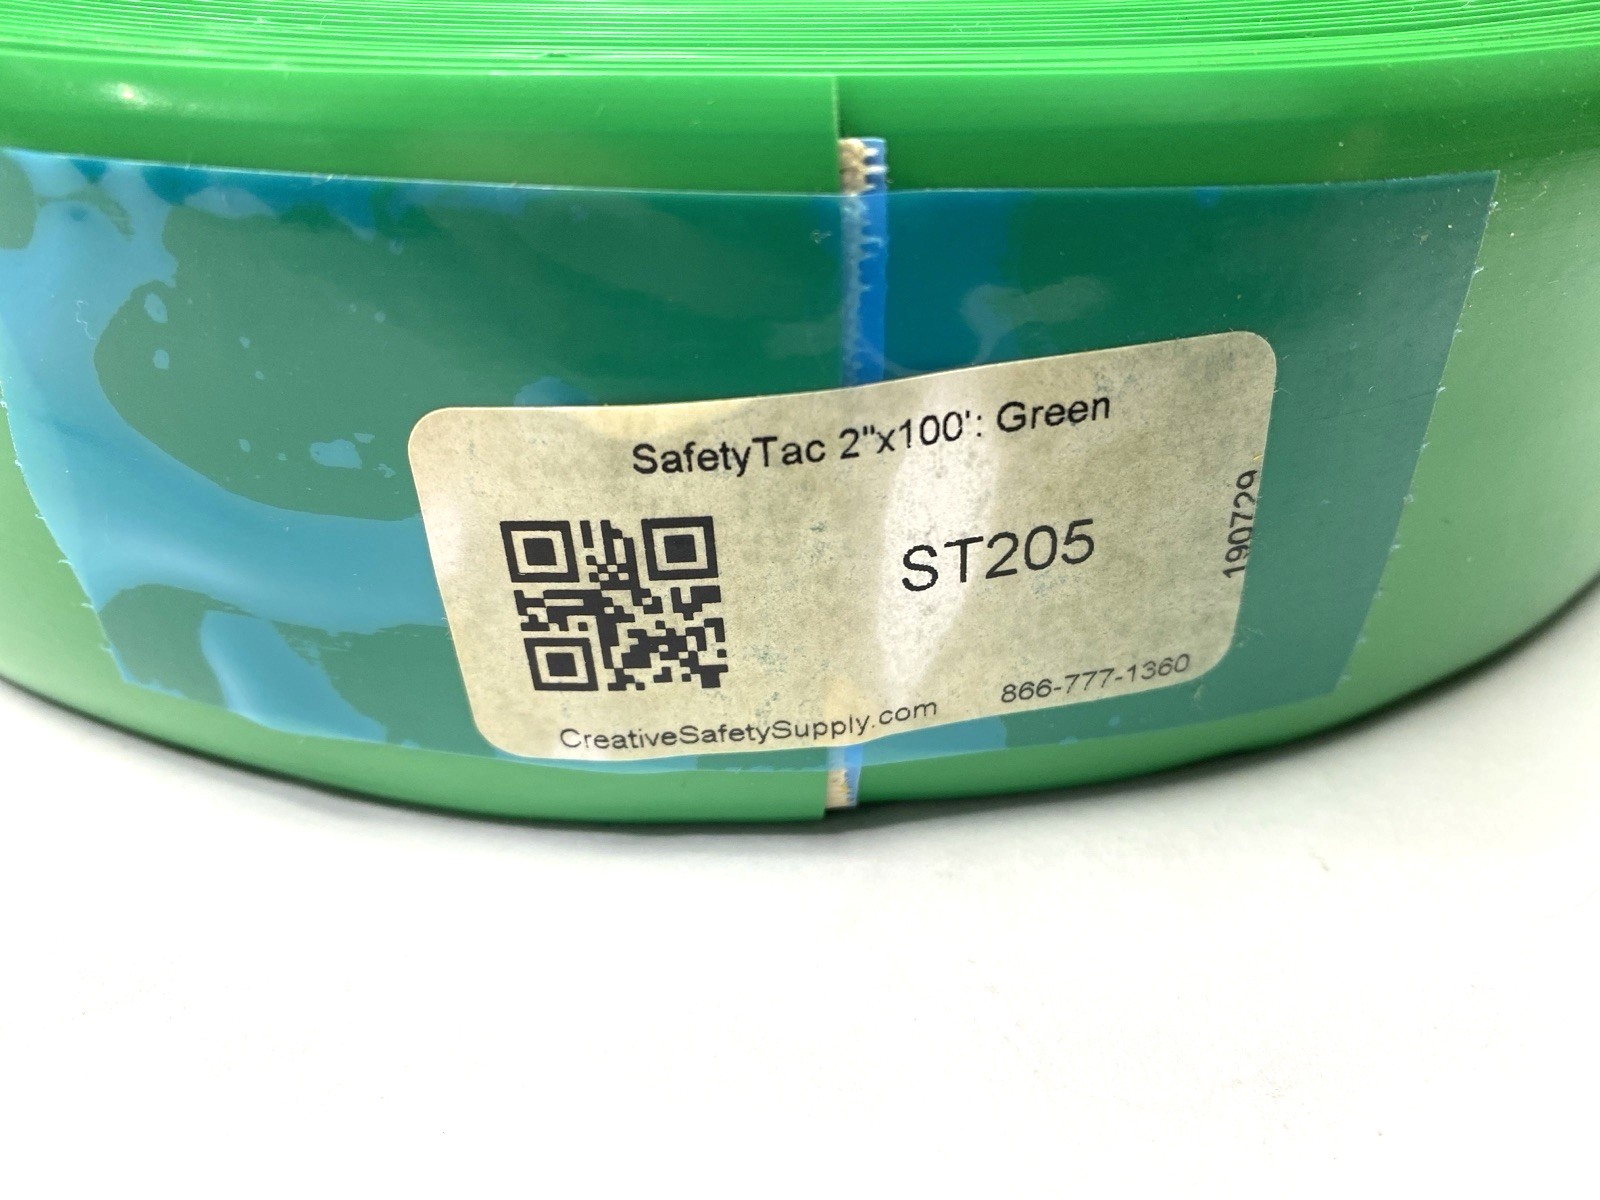 SafetyTac 2"x100': Green
ST205
190729
CreativeSafetySupply.com
866-777-1360